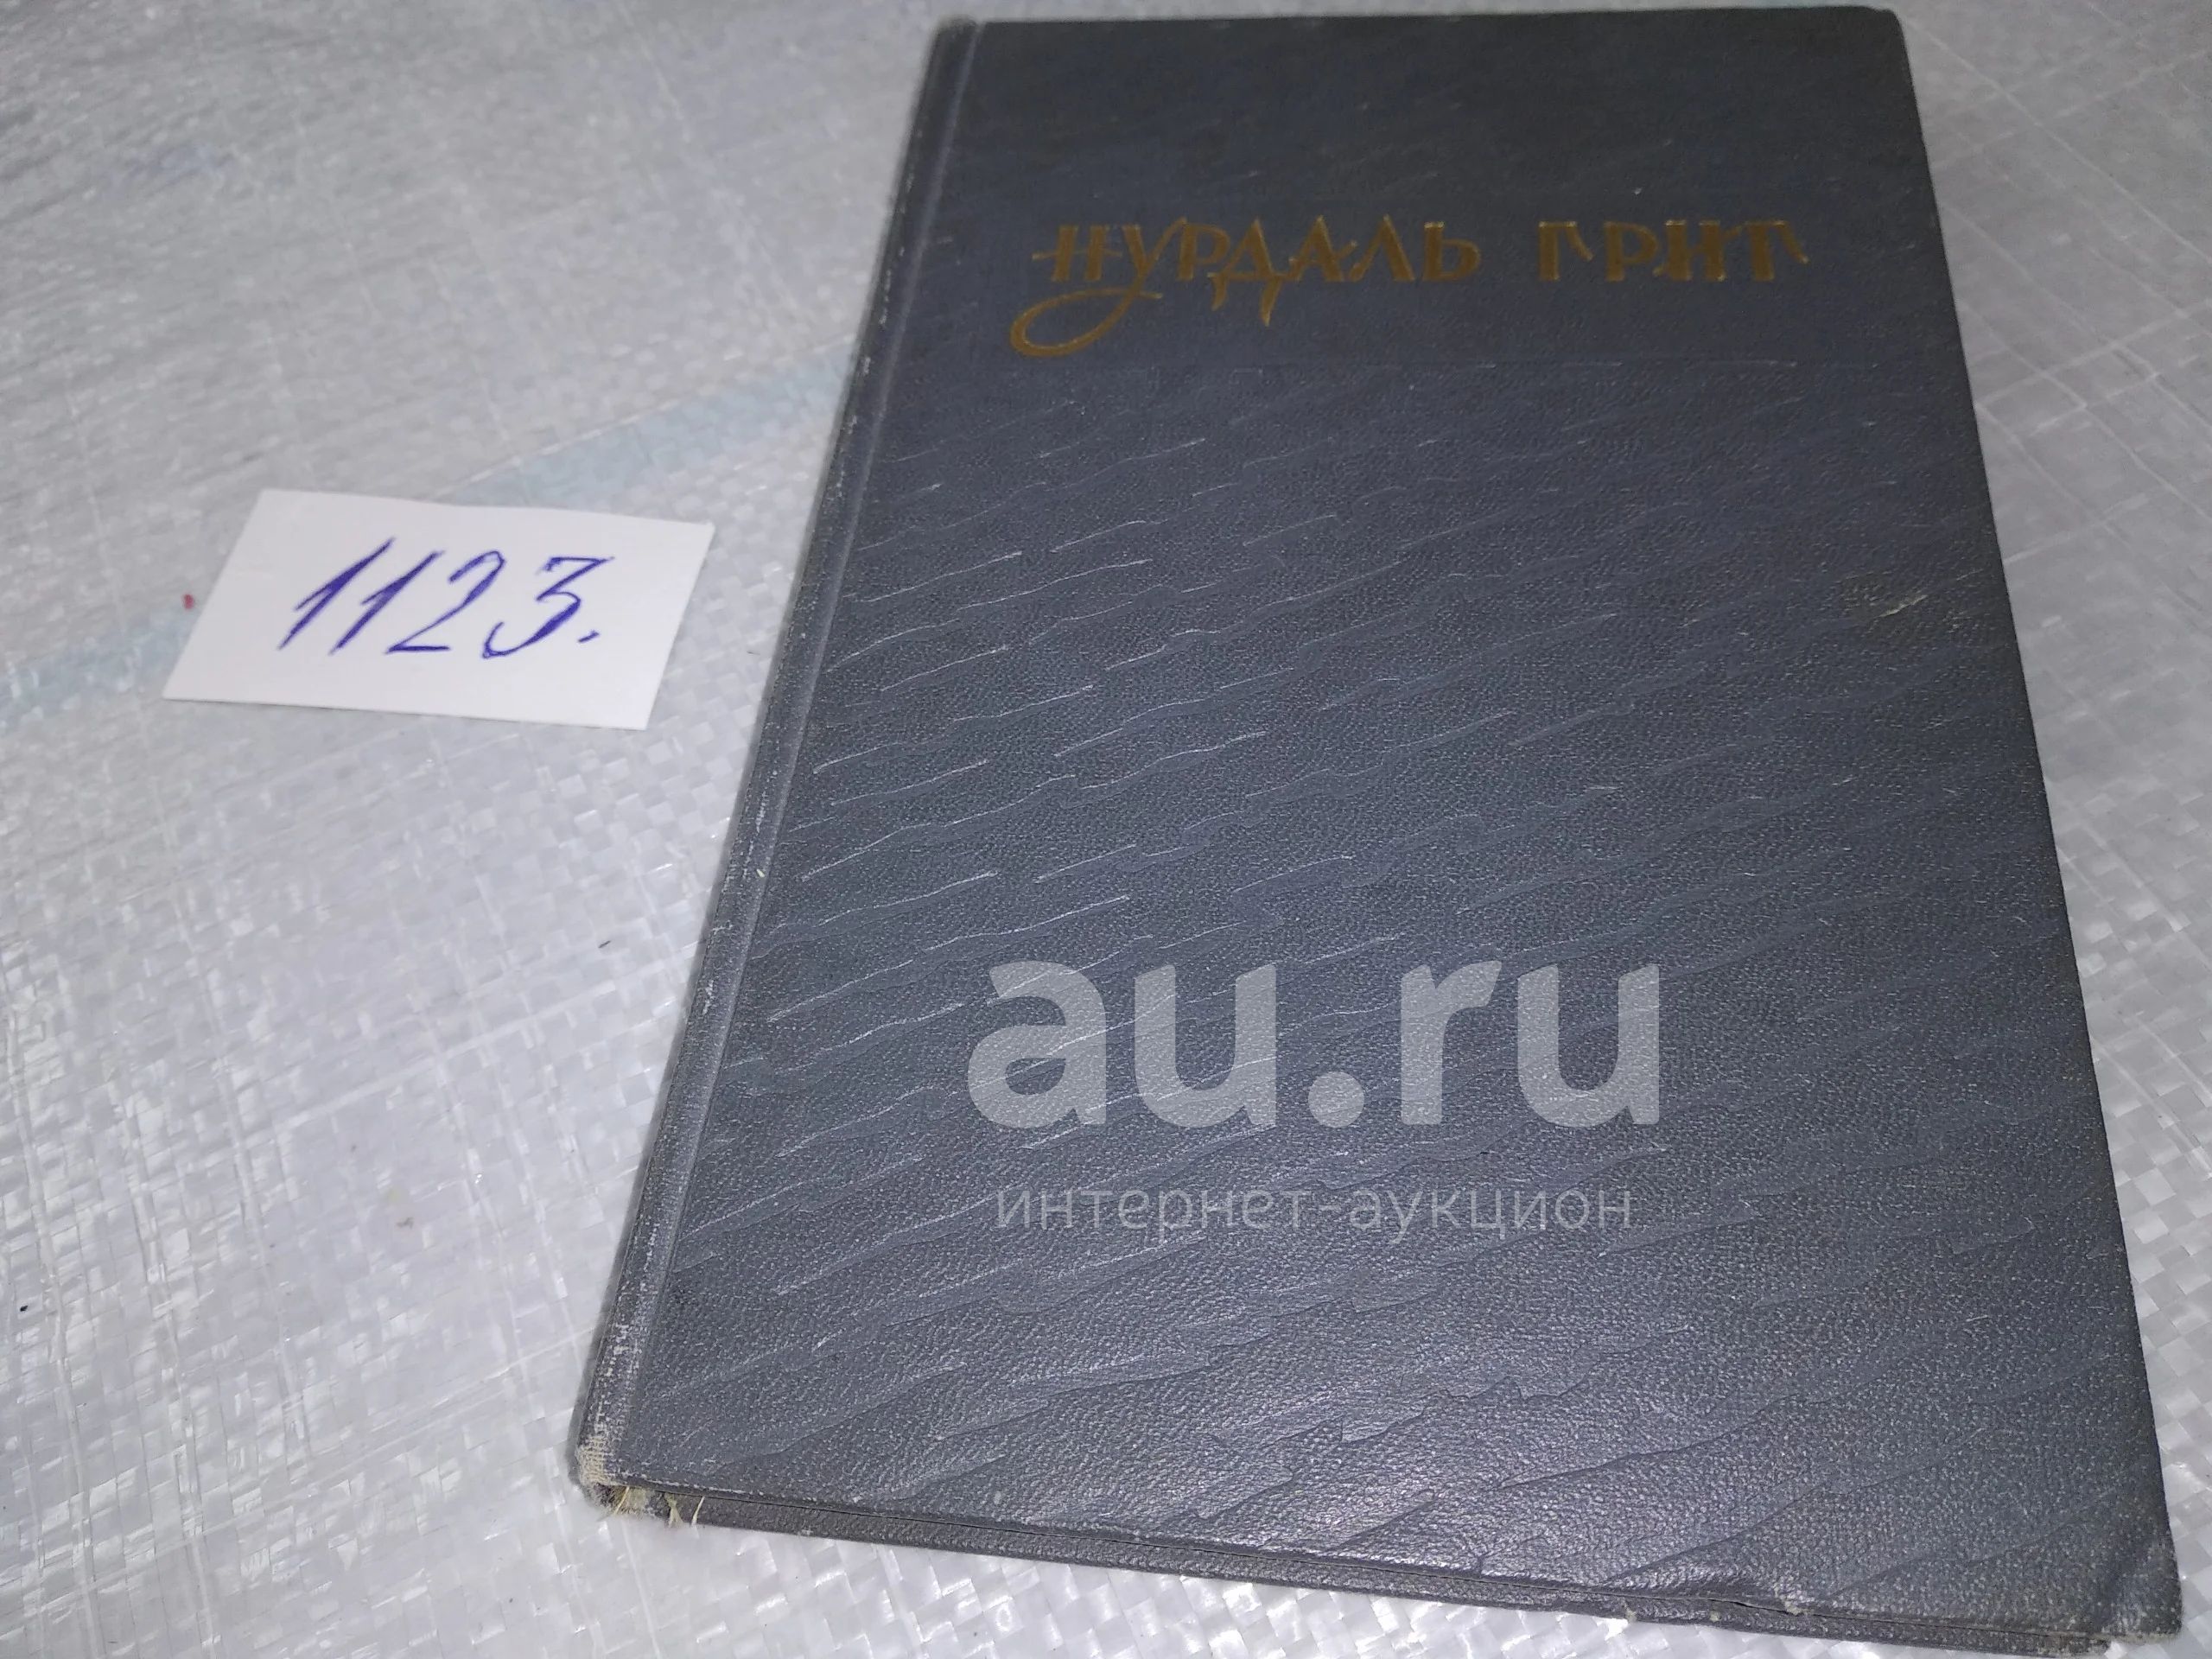 НУРДАЛЬ ГРИГ
1123.
au.ru
интернет-аукцион